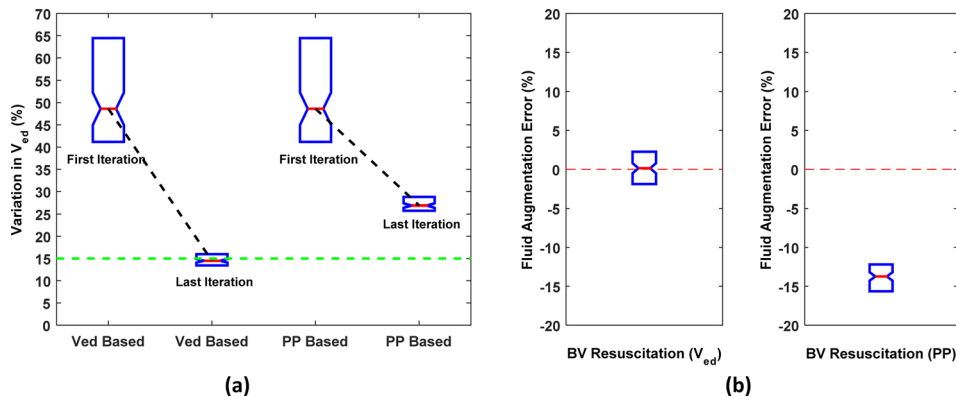 70
65
60
55
50
45
40
35
30
25
20
15
10
5
0
Variation in V_ed (%)
First Iteration
Last Iteration
First Iteration
Last Iteration
Ved Based
Ved Based
PP Based
PP Based
(a)
20
15
10
5
0
-5
-10
-15
-20
Fluid Augmentation Error (%)
BV Resuscitation (V_ed)
20
15
10
5
0
-5
-10
-15
-20
Fluid Augmentation Error (%)
BV Resuscitation (PP)
(b)